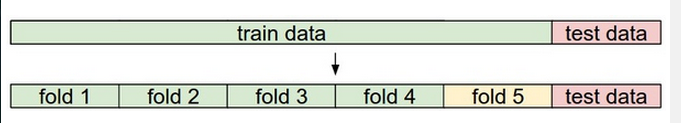 train data test data
fold 1 fold 2 fold 3 fold 4 fold 5 test data